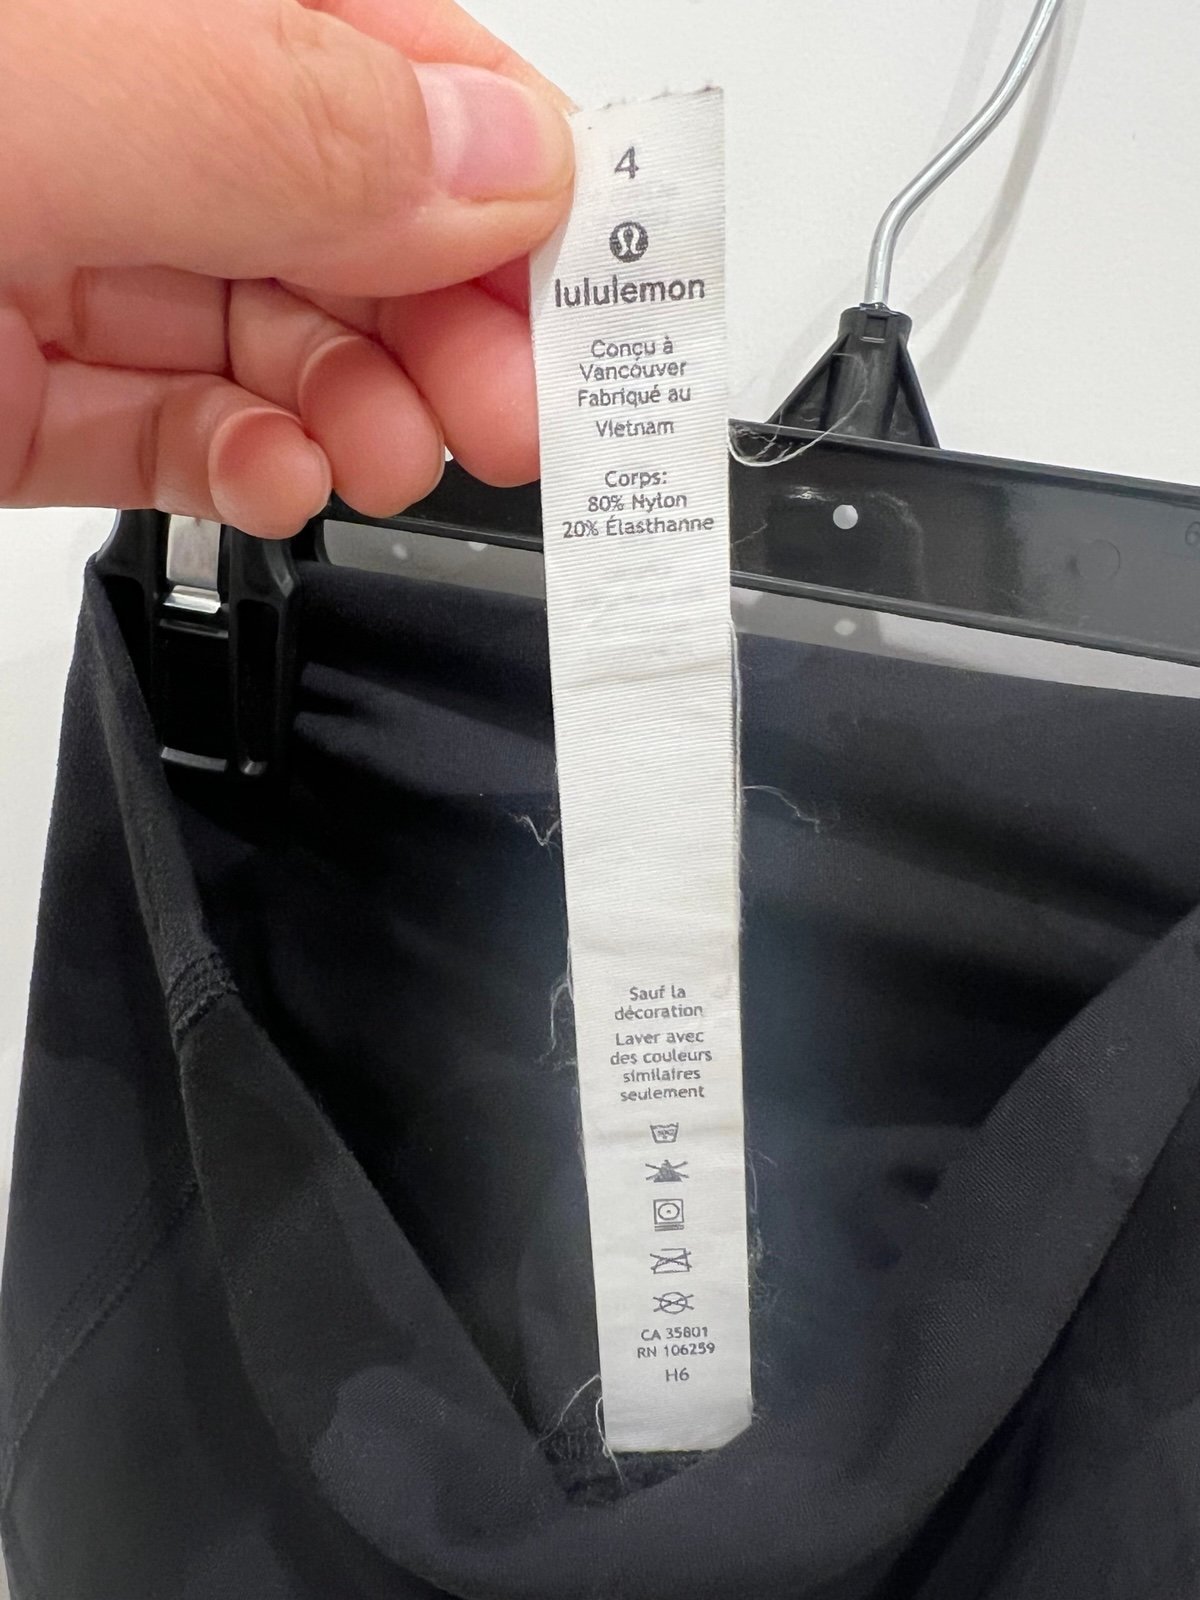 4
lululemon
Conçu à
Vancouver
Fabriqué au
Vietnam
Corps:
80% Nylon
20% Élasthanne
Sauf la
décoration
Laver avec
des couleurs
similaires
seulement
CA 35801
RN 106259
H6